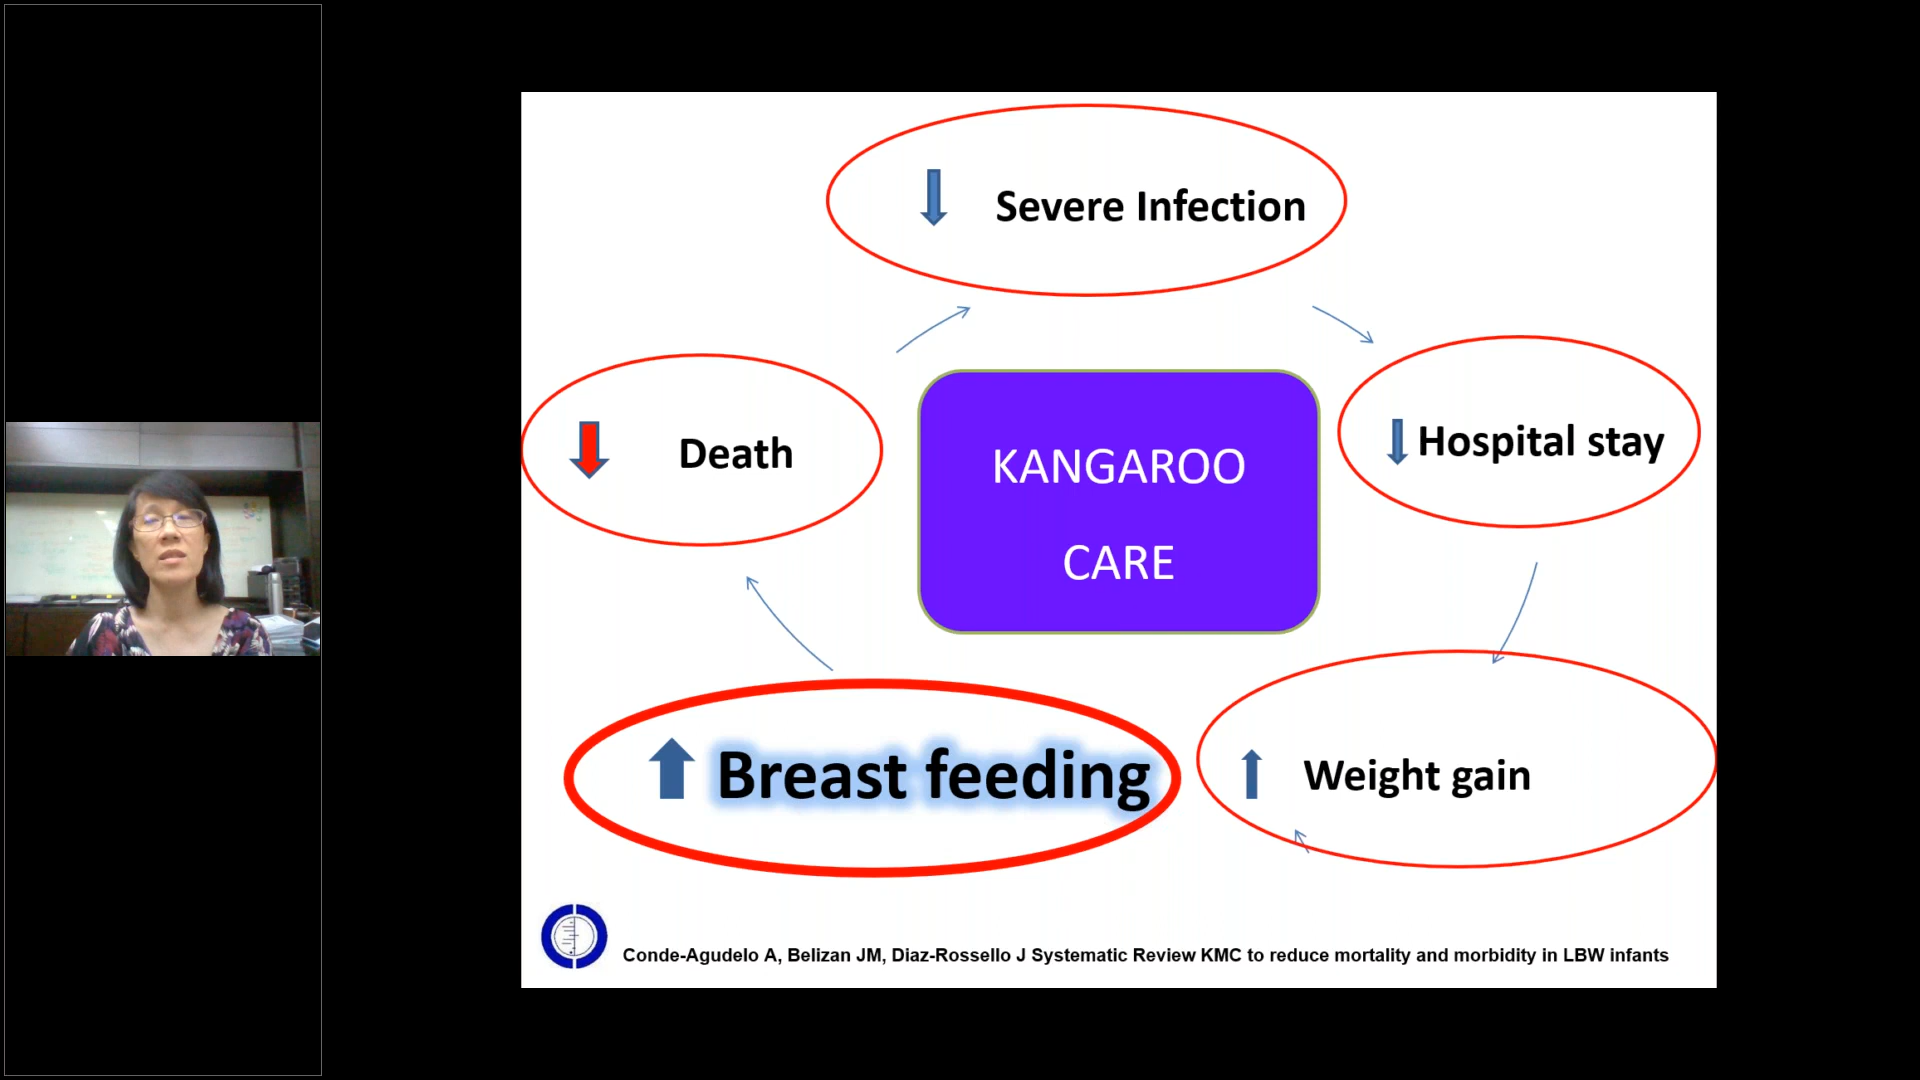 Severe Infection
Death
Hospital stay
KANGAROO
CARE
Breast feeding
Weight gain
Conde-Agudelo A, Belizan JM, Diaz-Rossello J Systematic Review KMC to reduce mortality and morbidity in LBW infants